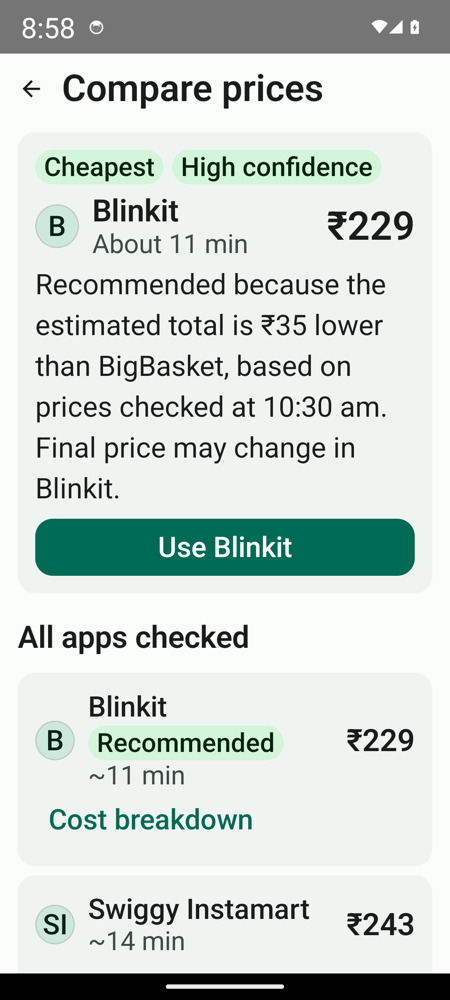 8:58
Compare prices
Cheapest
High confidence
B
Blinkit
About 11 min
₹229
Recommended because the
estimated total is ₹35 lower
than BigBasket, based on
prices checked at 10:30 am.
Final price may change in
Blinkit.
Use Blinkit
All apps checked
B
Blinkit
Recommended
~11 min
₹229
Cost breakdown
SI
Swiggy Instamart
~14 min
₹243